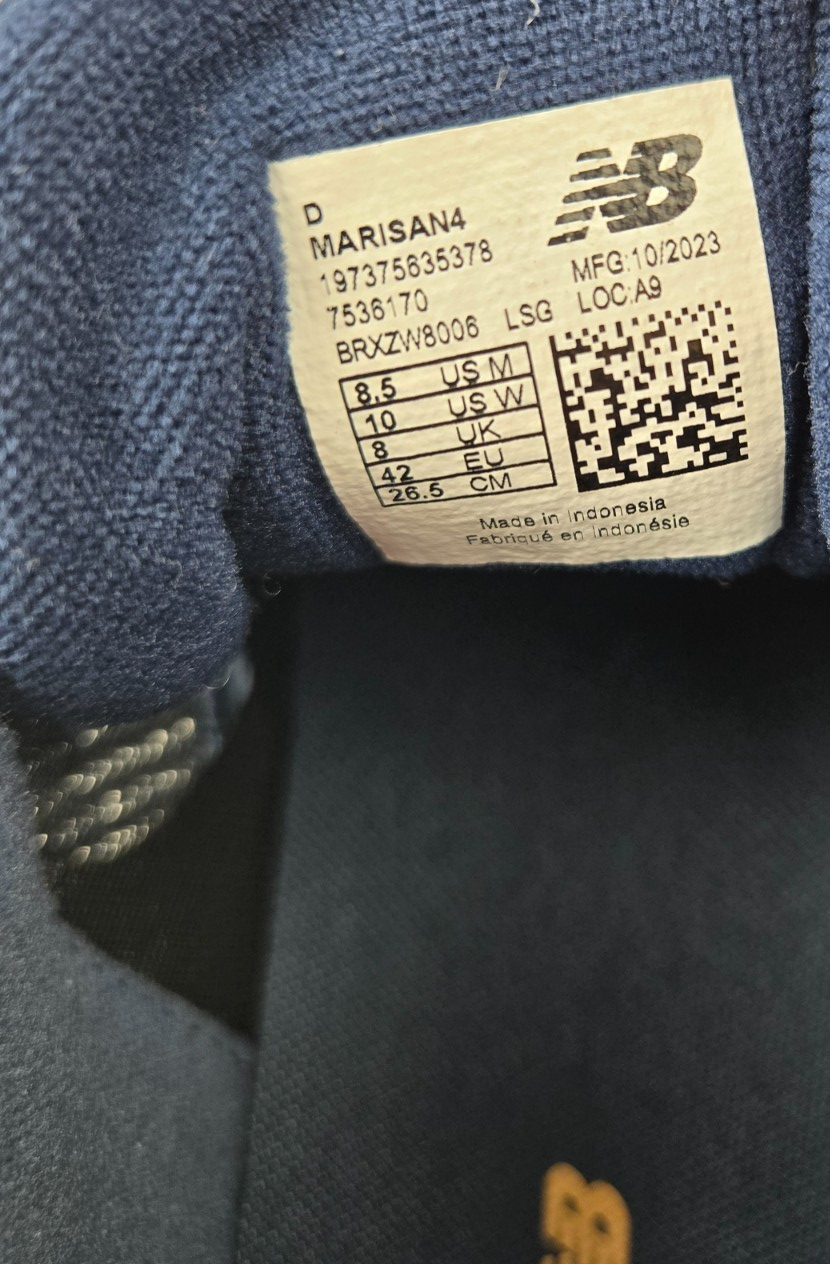 D
MARISAN4
197375635378
7536170
BRXZW8006 LSG
NB
MFG:10/2023
LOC:A9
8.5 US M
10 US W
8 UK
42 EU
26.5 CM
Made in Indonesia
Fabriqué en Indonésie